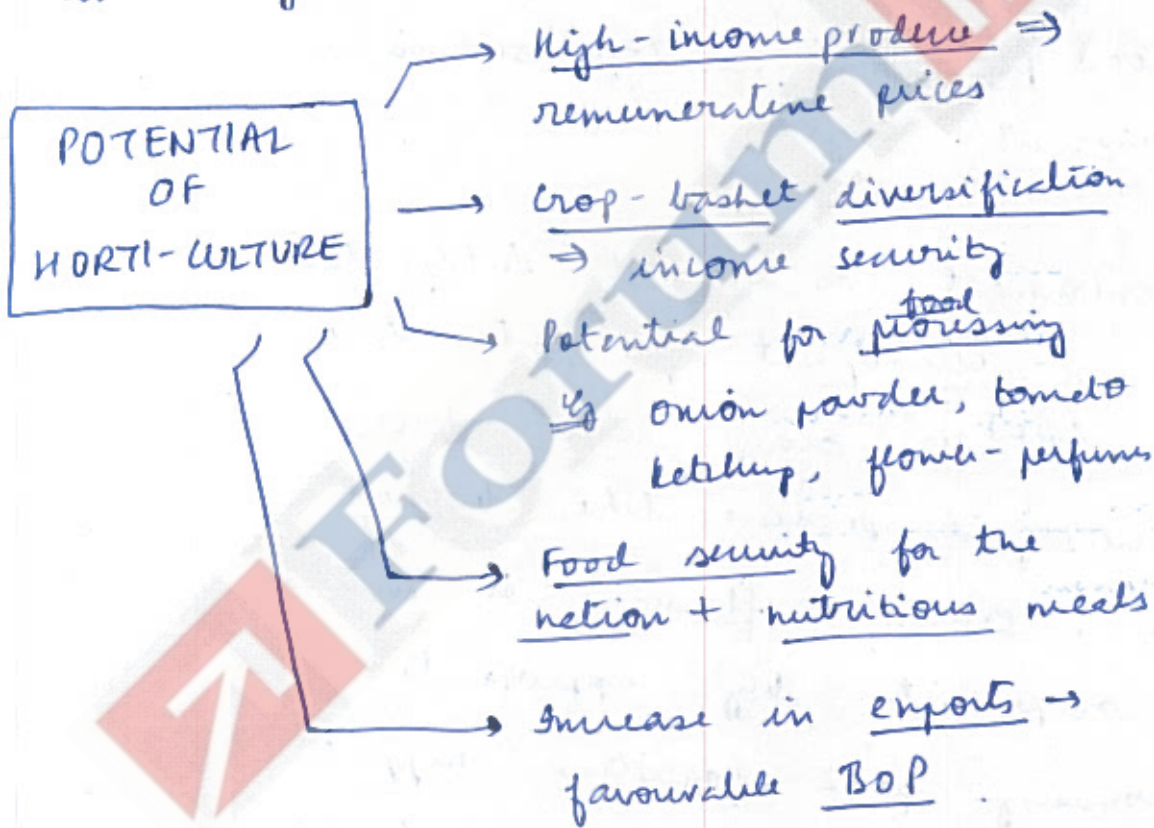 POTENTIAL
OF
HORTI-CULTURE
High-income produce ⇒
remunerative prices
Crop-basket diversification
⇒ income security
food
Potential for processing
eg onion powder, tomato
ketchup, flower-perfumes
Food security for the
nation + nutritious meals
Increase in exports →
favourable BOP.
Forum